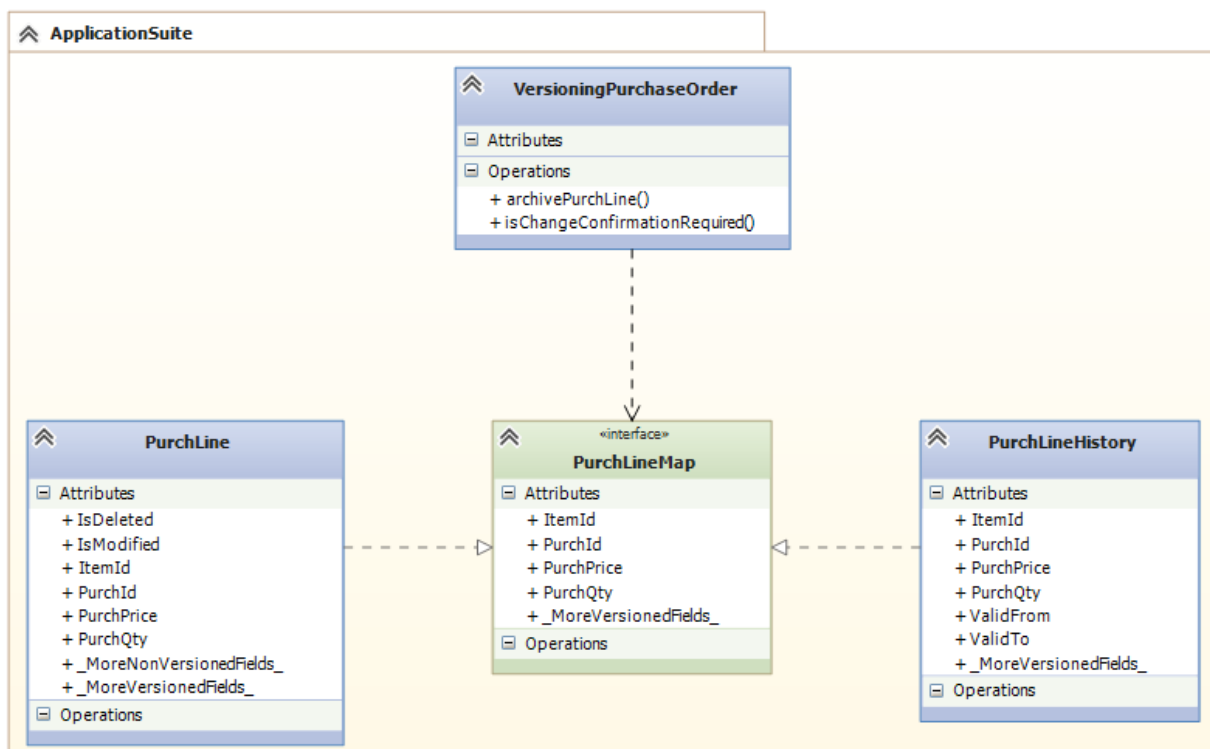 ApplicationSuite
VersioningPurchaseOrder
Attributes
Operations
+ archivePurchLine()
+ isChangeConfirmationRequired()
PurchLine
Attributes
+ IsDeleted
+ IsModified
+ ItemId
+ PurchId
+ PurchPrice
+ PurchQty
+ _MoreNonVersionedFields_
+ _MoreVersionedFields_
Operations
«interface»
PurchLineMap
Attributes
+ ItemId
+ PurchId
+ PurchPrice
+ PurchQty
+ _MoreVersionedFields_
Operations
PurchLineHistory
Attributes
+ ItemId
+ PurchId
+ PurchPrice
+ PurchQty
+ ValidFrom
+ ValidTo
+ _MoreVersionedFields_
Operations